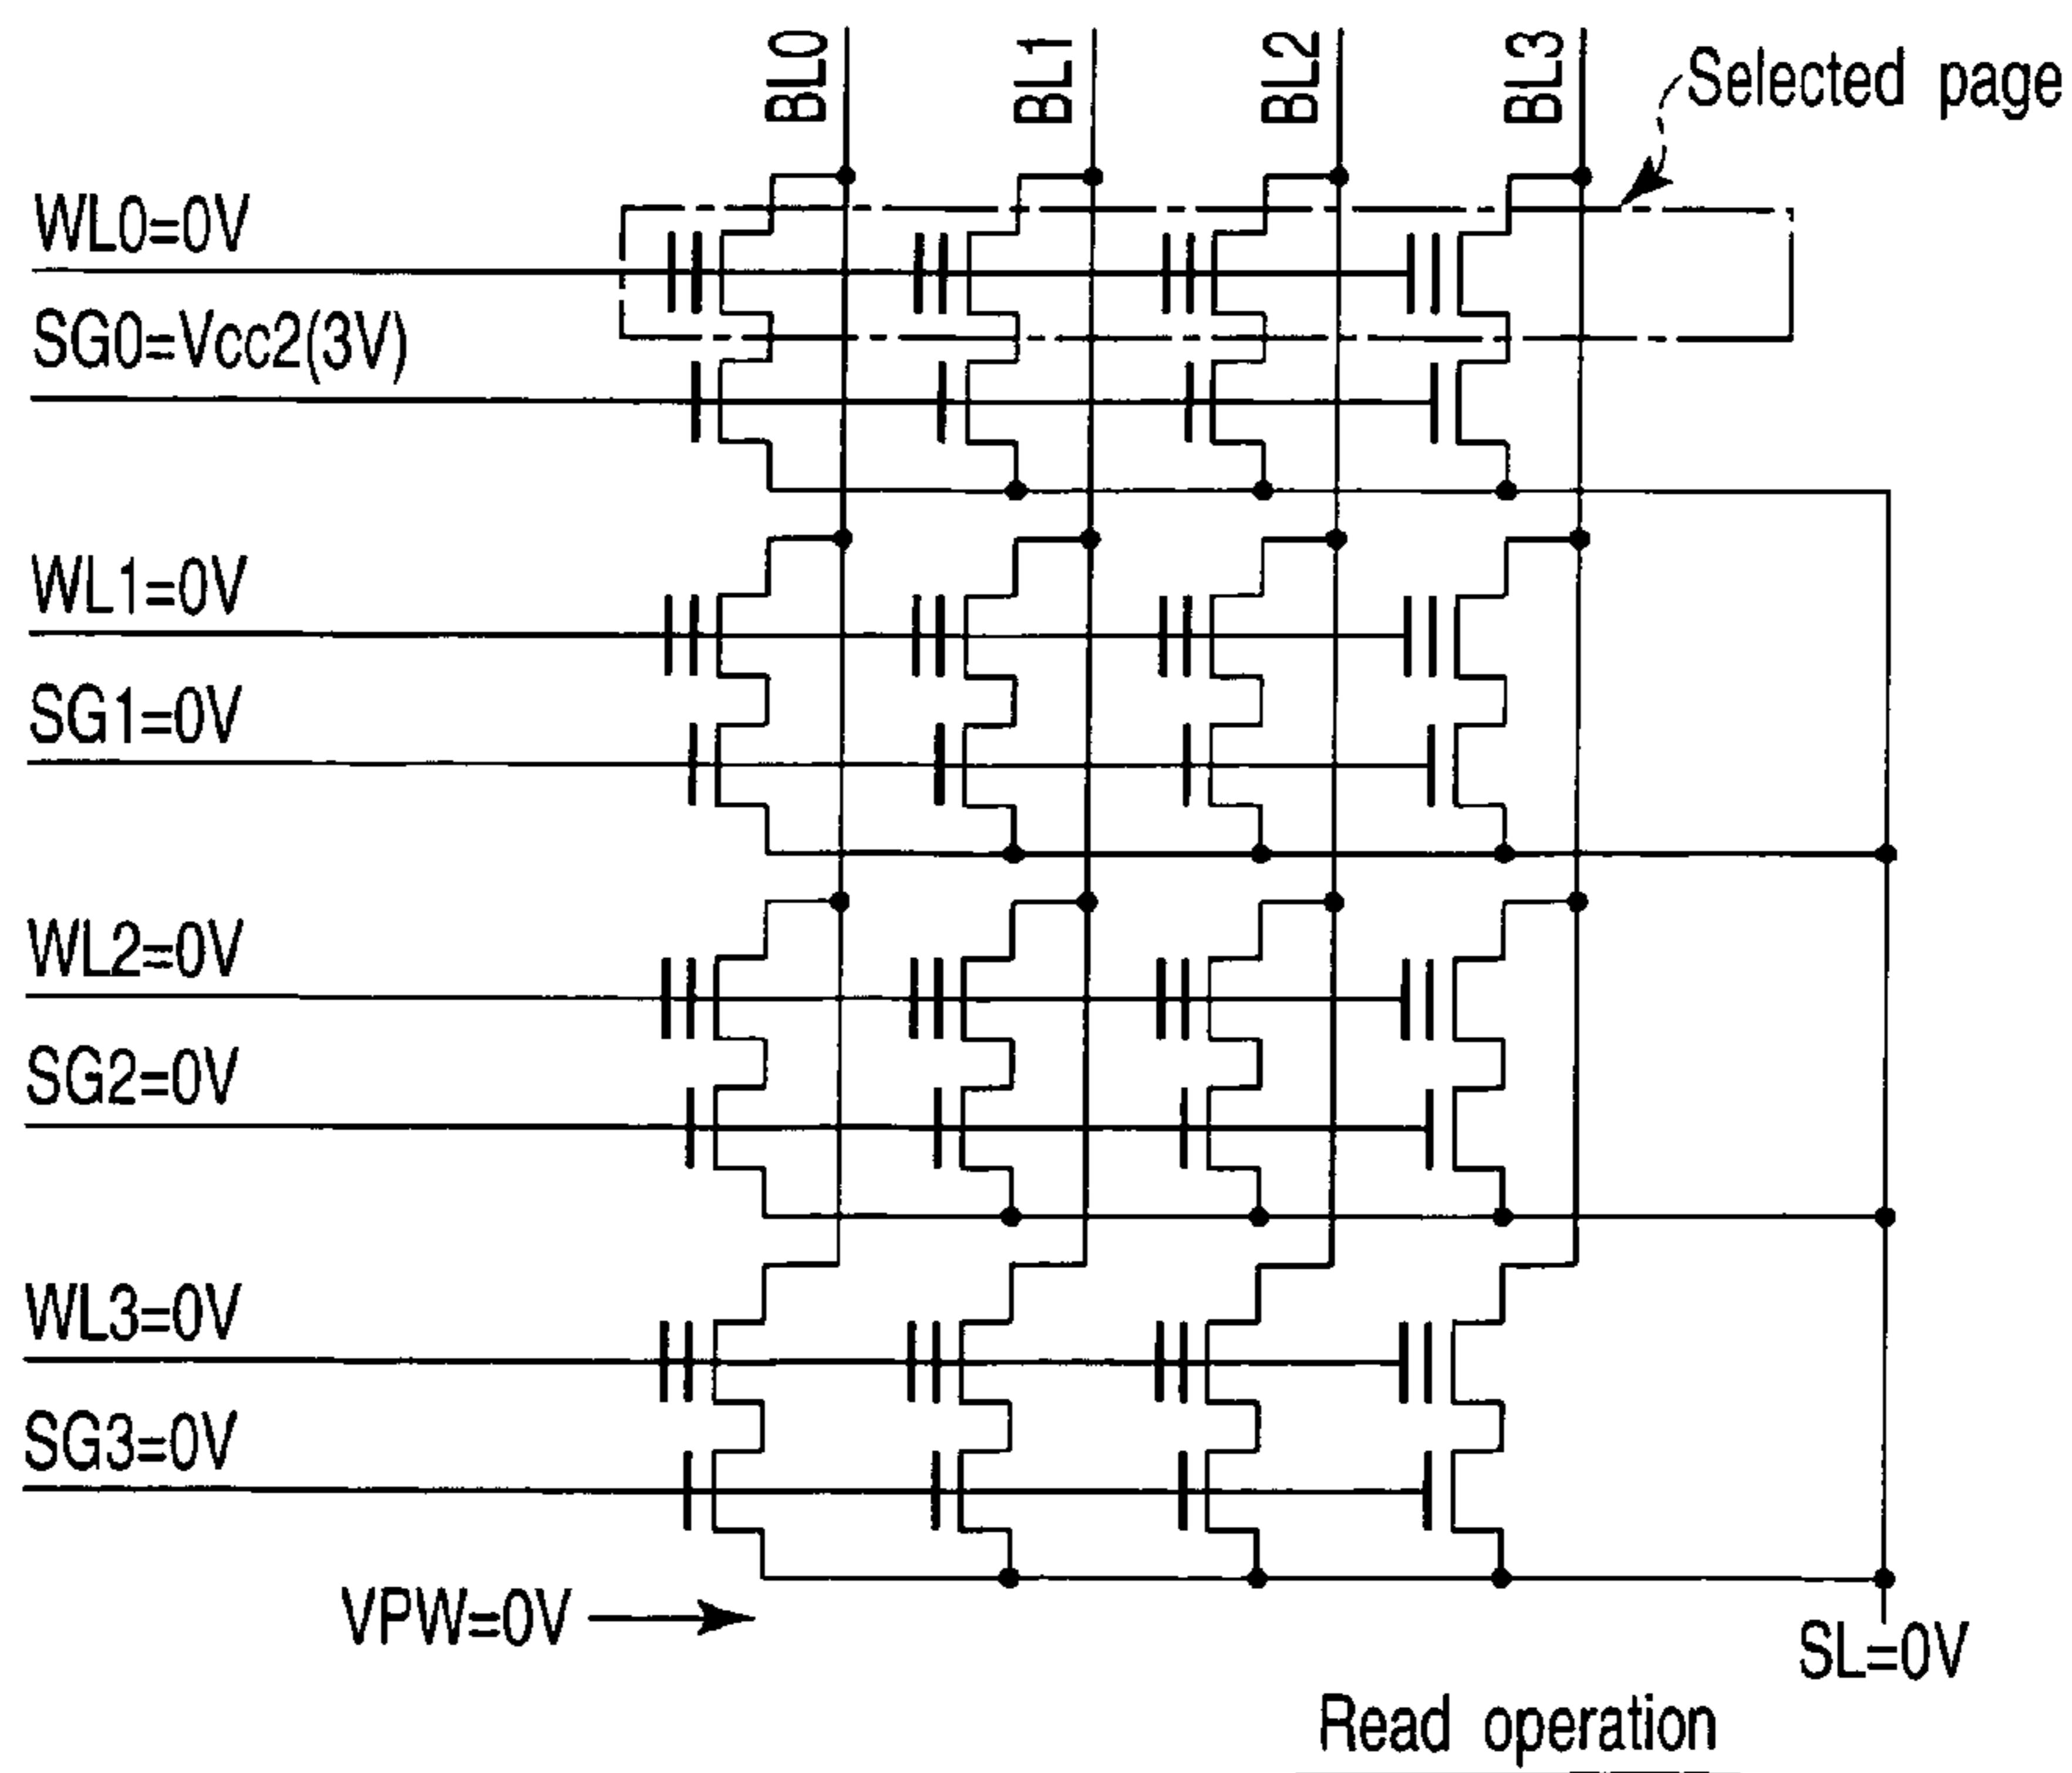 BL0
BL1
BL2
BL3
Selected page
WL0=0V
SG0=Vcc2(3V)
WL1=0V
SG1=0V
WL2=0V
SG2=0V
WL3=0V
SG3=0V
VPW=0V
SL=0V
Read operation